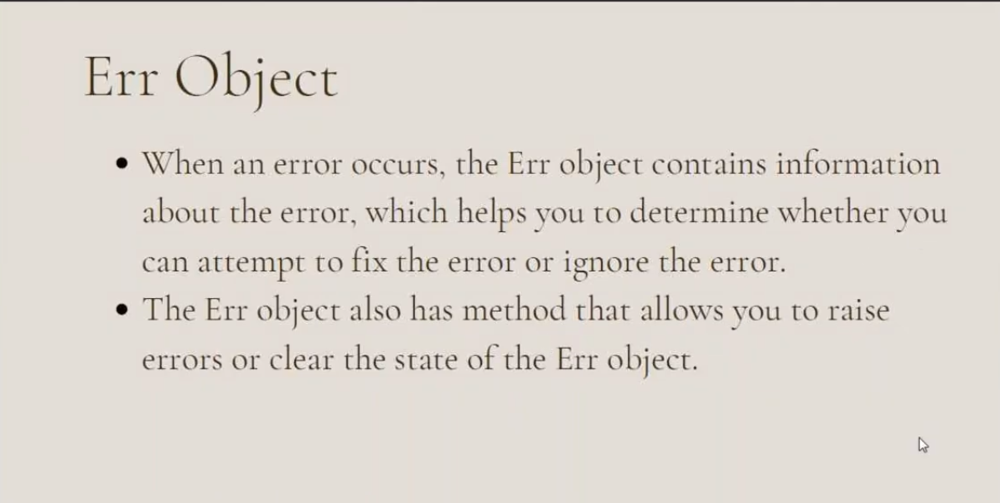 Err Object
• When an error occurs, the Err object contains information
about the error, which helps you to determine whether you
can attempt to fix the error or ignore the error.
• The Err object also has method that allows you to raise
errors or clear the state of the Err object.